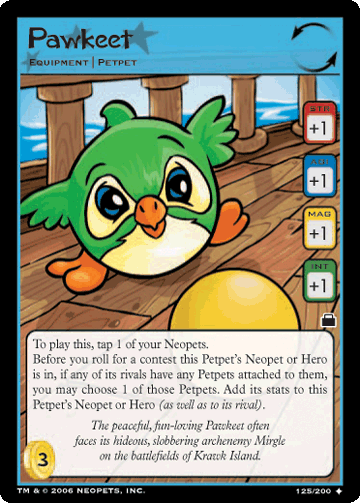 Pawkeet
EQUIPMENT | PETPET
STR
+1
AGI
+1
MAG
+1
INT
+1
To play this, tap 1 of your Neopets.
Before you roll for a contest this Petpet's Neopet or Hero
is in, if any of its rivals have any Petpets attached to them,
you may choose 1 of those Petpets. Add its stats to this
Petpet's Neopet or Hero (as well as to its rival).
The peaceful, fun-loving Pawkeet often
faces its hideous, slobbering archenemy Mirgle
on the battlefields of Krawk Island.
3
TM & © 2006 NEOPETS, INC.
125/200